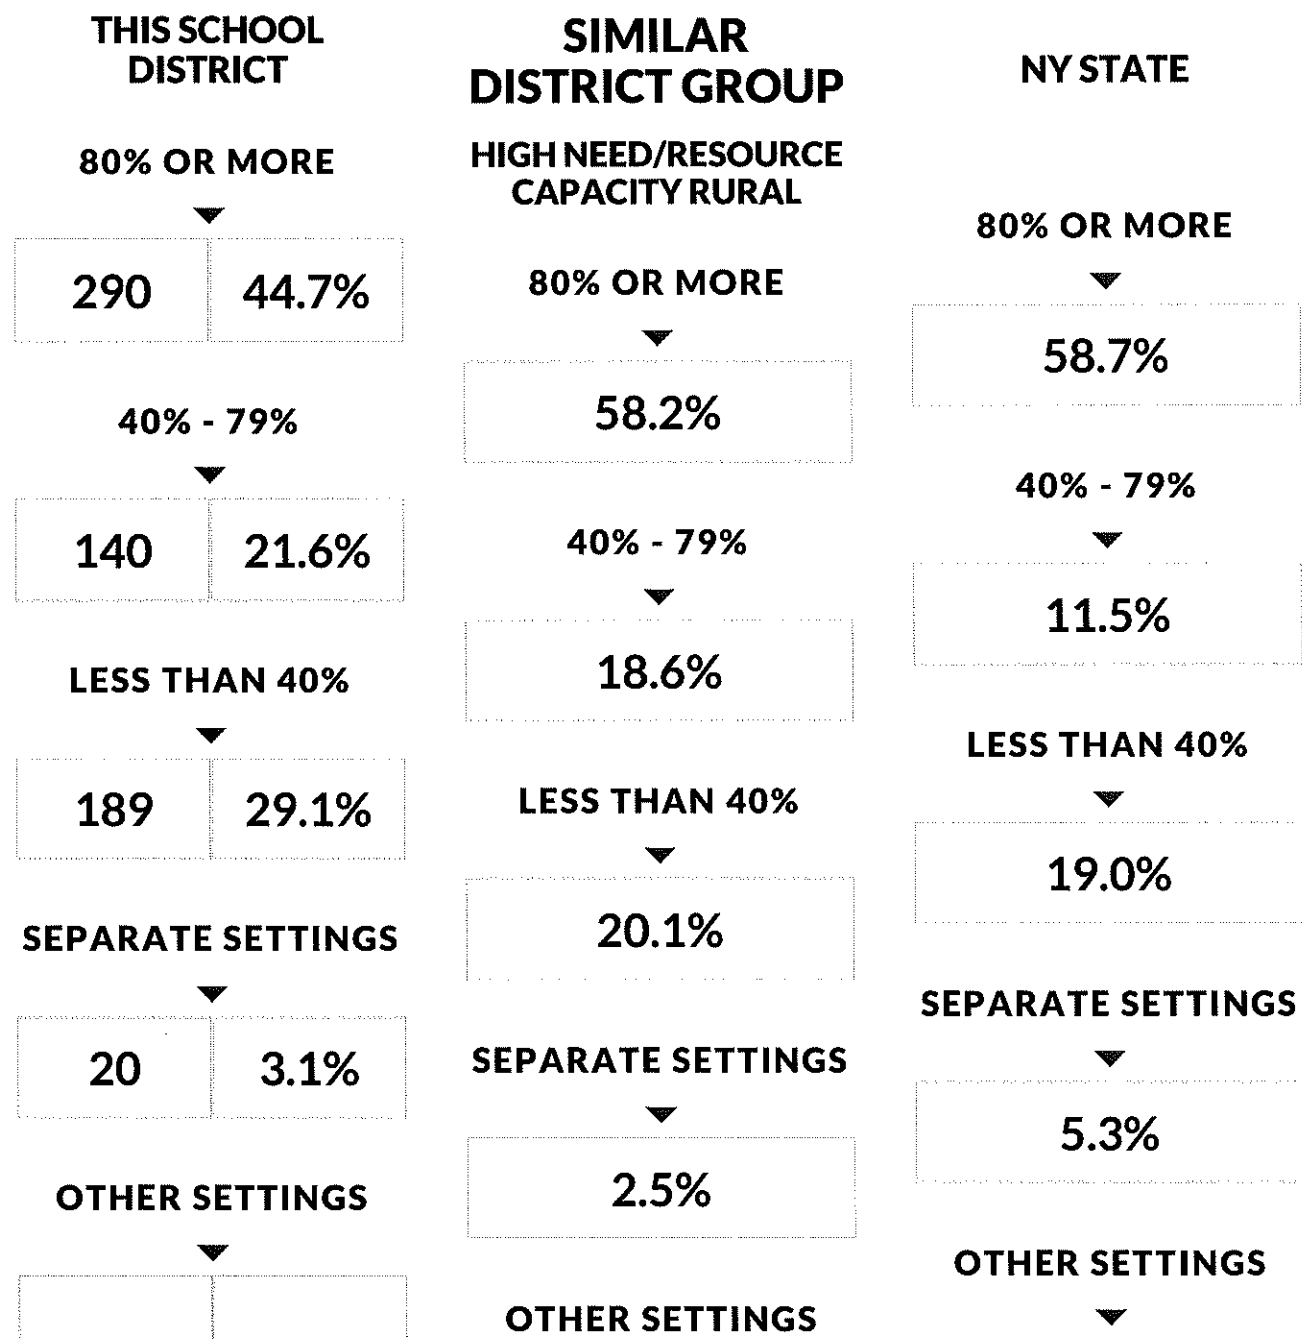 THIS SCHOOL
DISTRICT
80% OR MORE
290 44.7%
40% - 79%
140 21.6%
LESS THAN 40%
189 29.1%
SEPARATE SETTINGS
20 3.1%
OTHER SETTINGS
SIMILAR
DISTRICT GROUP
HIGH NEED/RESOURCE
CAPACITY RURAL
80% OR MORE
58.2%
40% - 79%
18.6%
LESS THAN 40%
20.1%
SEPARATE SETTINGS
2.5%
OTHER SETTINGS
NY STATE
80% OR MORE
58.7%
40% - 79%
11.5%
LESS THAN 40%
19.0%
SEPARATE SETTINGS
5.3%
OTHER SETTINGS